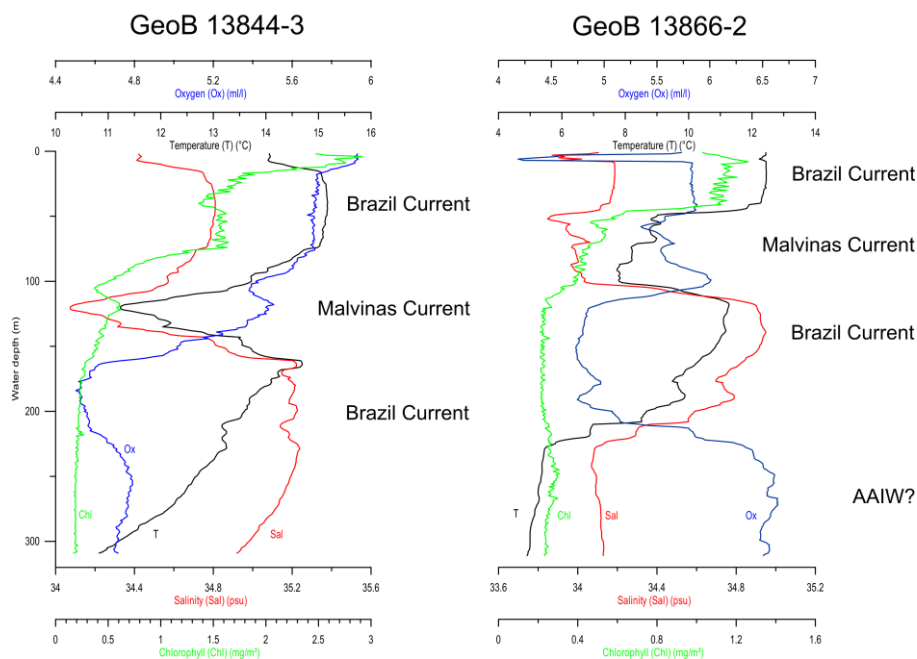 GeoB 13844-3
GeoB 13866-2
4.4 4.8 5.2 5.6 6
Oxygen (Ox) (ml/l)
4 4.5 5 5.5 6 6.5 7
Oxygen (Ox) (ml/l)
10 11 12 13 14 15 16
Temperature (T) (°C)
4 6 8 10 12 14
Temperature (T) (°C)
0
100
200
300
Water depth (m)
Brazil Current
Malvinas Current
Brazil Current
Ox
Chl
T
Sal
Brazil Current
Malvinas Current
Brazil Current
AAIW?
T
Chl
Sal
Ox
34 34.4 34.8 35.2 35.6
Salinity (Sal) (psu)
33.6 34 34.4 34.8 35.2
Salinity (Sal) (psu)
0 0.5 1 1.5 2 2.5 3
Chlorophyll (Chl) (mg/m³)
0 0.4 0.8 1.2 1.6
Chlorophyll (Chl) mg/m³)